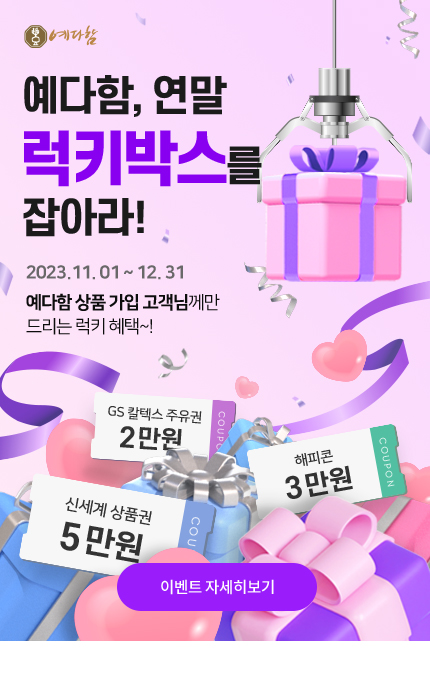 예다함
예다함, 연말
럭키박스를
잡아라!
2023. 11. 01 ~ 12. 31
예다함 상품 가입 고객님께만
드리는 럭키 혜택~!
GS 칼텍스 주유권
2만원
COUPON
해피콘
3만원
COUPON
신세계 상품권
5만원
COU
이벤트 자세히보기